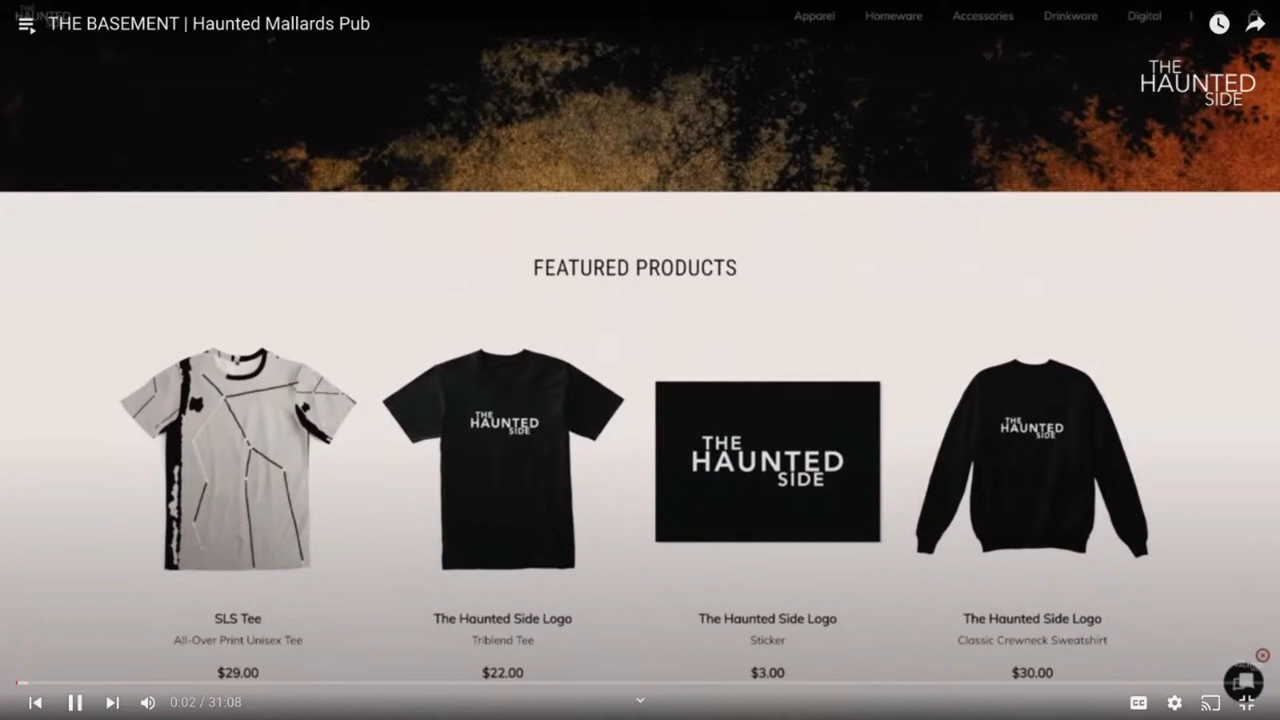 THE BASEMENT | Haunted Mallards Pub
Apparel Homeware Accessories Drinkware Digital |
THE
HAUNTED
SIDE
FEATURED PRODUCTS
THE
HAUNTED
SIDE
THE
HAUNTED
SIDE
THE
HAUNTED
SIDE
SLS Tee
All-Over Print Unisex Tee
$29.00
The Haunted Side Logo
Triblend Tee
$22.00
The Haunted Side Logo
Sticker
$3.00
The Haunted Side Logo
Classic Crewneck Sweatshirt
$30.00
0:02 / 31:08
CC